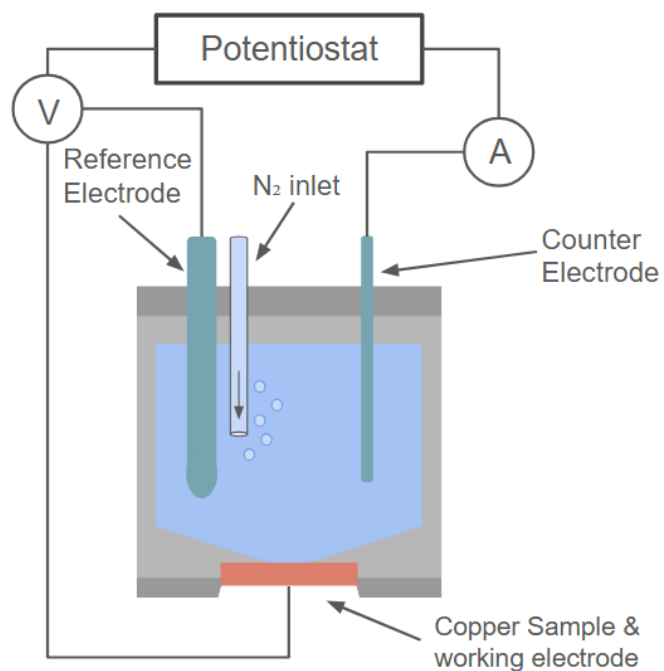 Potentiostat
V
A
Reference
Electrode
N₂ inlet
Counter
Electrode
Copper Sample &
working electrode